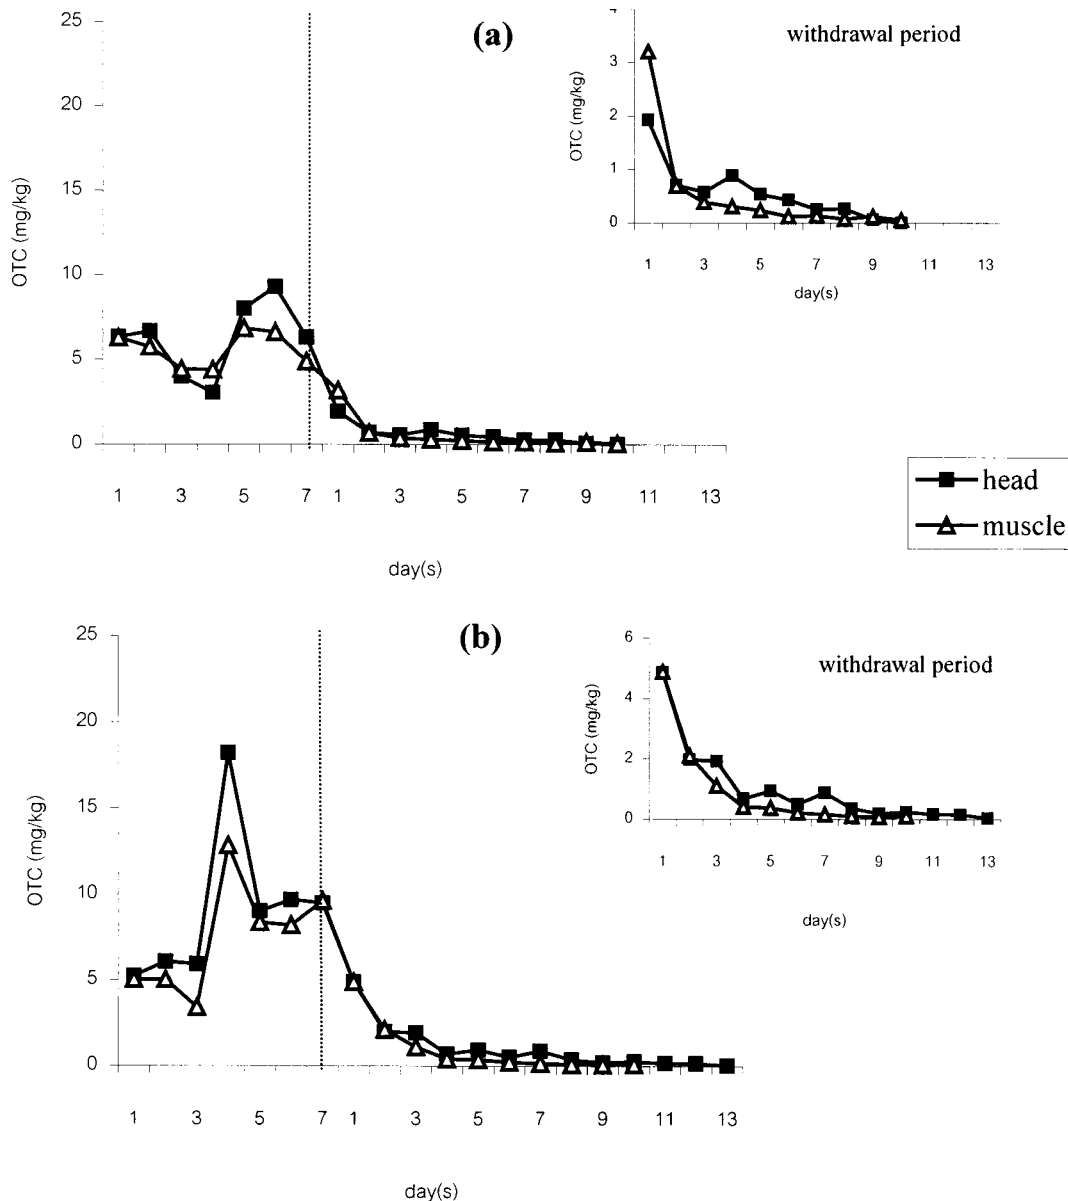 (a)
25
20
15
10
5
0
OTC (mg/kg)
1 3 5 7 1 3 5 7 9 11 13
day(s)
withdrawal period
4
3
2
1
0
OTC (mg/kg)
1 3 5 7 9 11 13
day(s)
head
muscle
(b)
25
20
15
10
5
0
OTC (mg/kg)
1 3 5 7 1 3 5 7 9 11 13
day(s)
withdrawal period
6
4
2
0
OTC (mg/kg)
1 3 5 7 9 11 13
day(s)